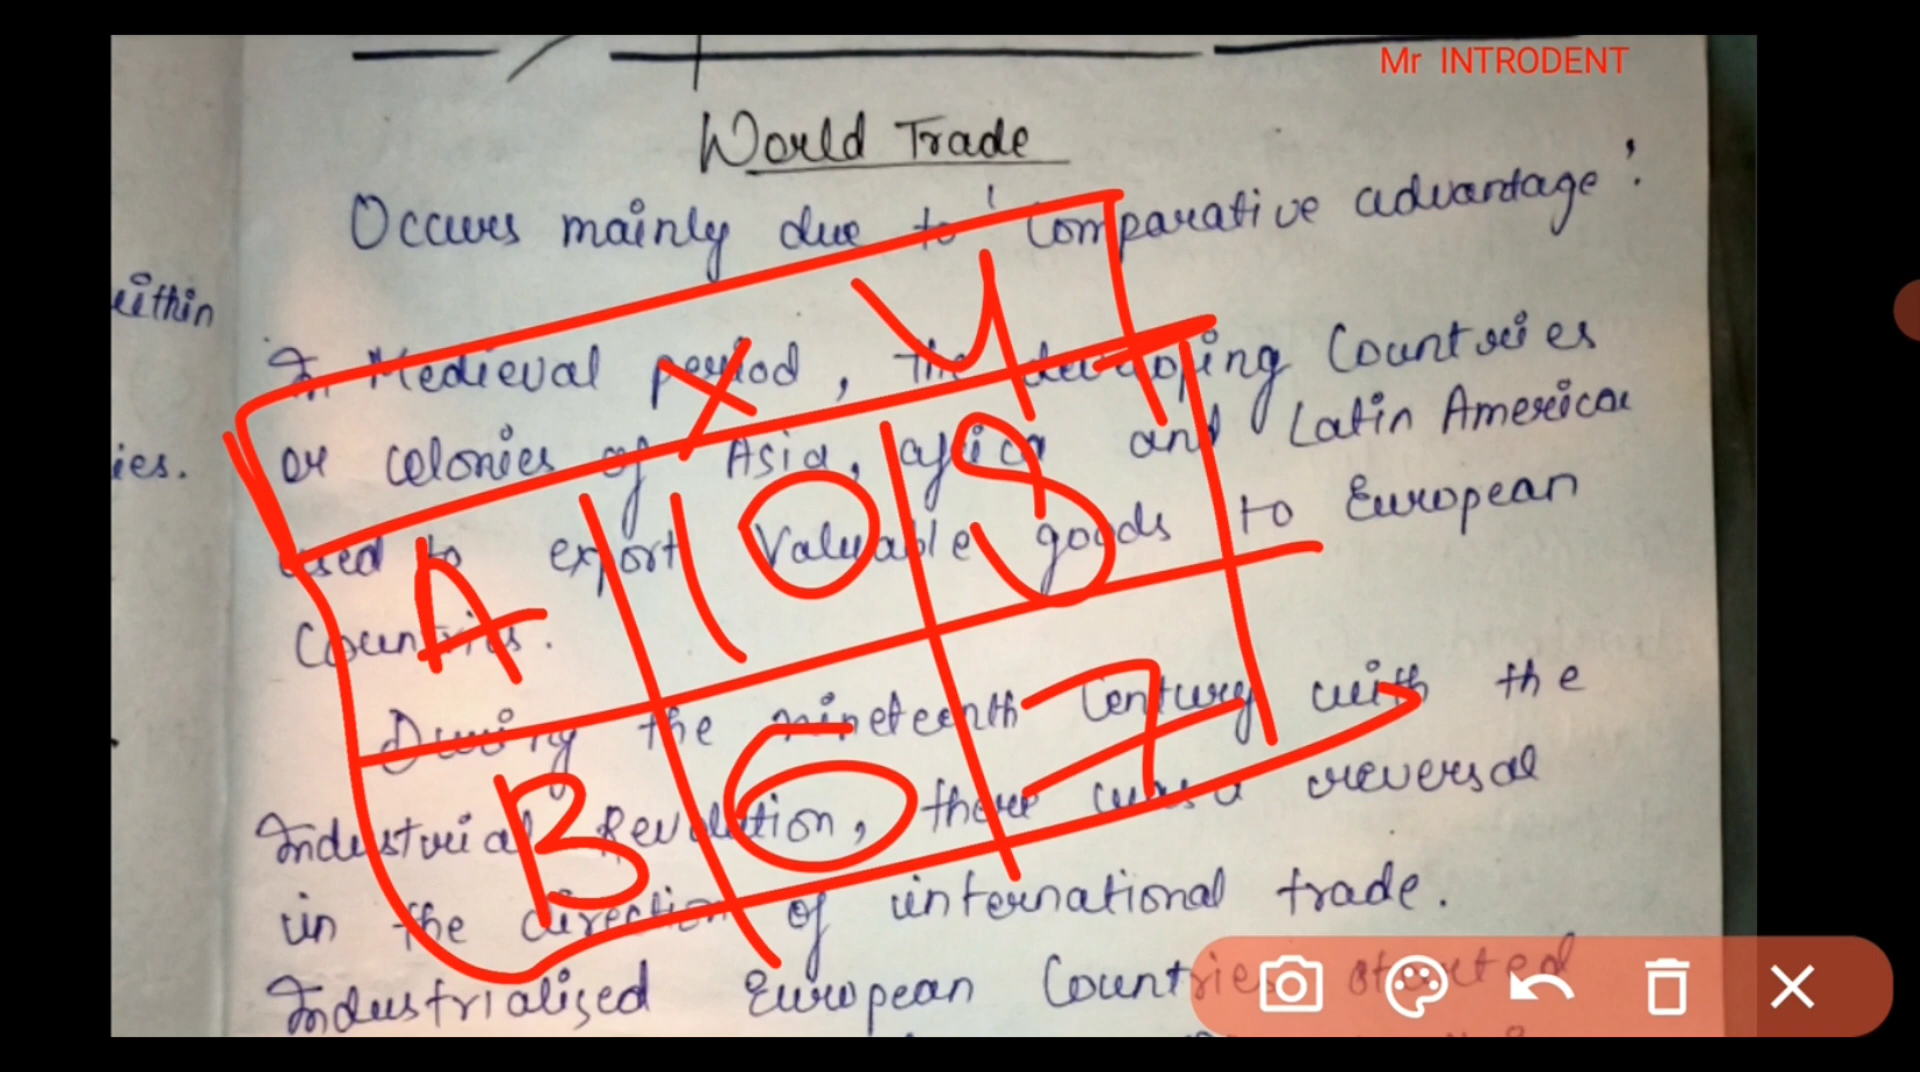 Mr INTRODENT
World Trade
Occurs mainly due to 'Comparative advantage'.
within
In Medieval period, the developing Countries
ies. or colonies of Asia, africa and Latin America
used to export Valuable goods to European
Countries.
During the nineteenth Century with the
Industrial Revolution, there was a reversal
in the direction of international trade.
Industrialised European Countries started
X Y
A 10 8
B 6 7